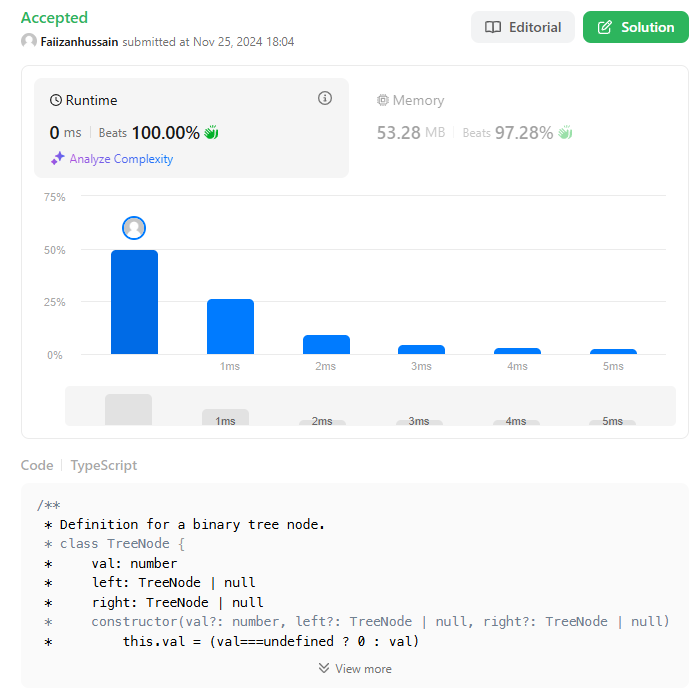 Accepted
Faiizanhussain submitted at Nov 25, 2024 18:04
Editorial
Solution
Runtime
0 ms Beats 100.00%
Analyze Complexity
Memory
53.28 MB Beats 97.28%
75%
50%
25%
0%
1ms 2ms 3ms 4ms 5ms
1ms 2ms 3ms 4ms 5ms
Code TypeScript
/**
 * Definition for a binary tree node.
 * class TreeNode {
 *     val: number
 *     left: TreeNode | null
 *     right: TreeNode | null
 *     constructor(val?: number, left?: TreeNode | null, right?: TreeNode | null)
 *         this.val = (val===undefined ? 0 : val)
View more